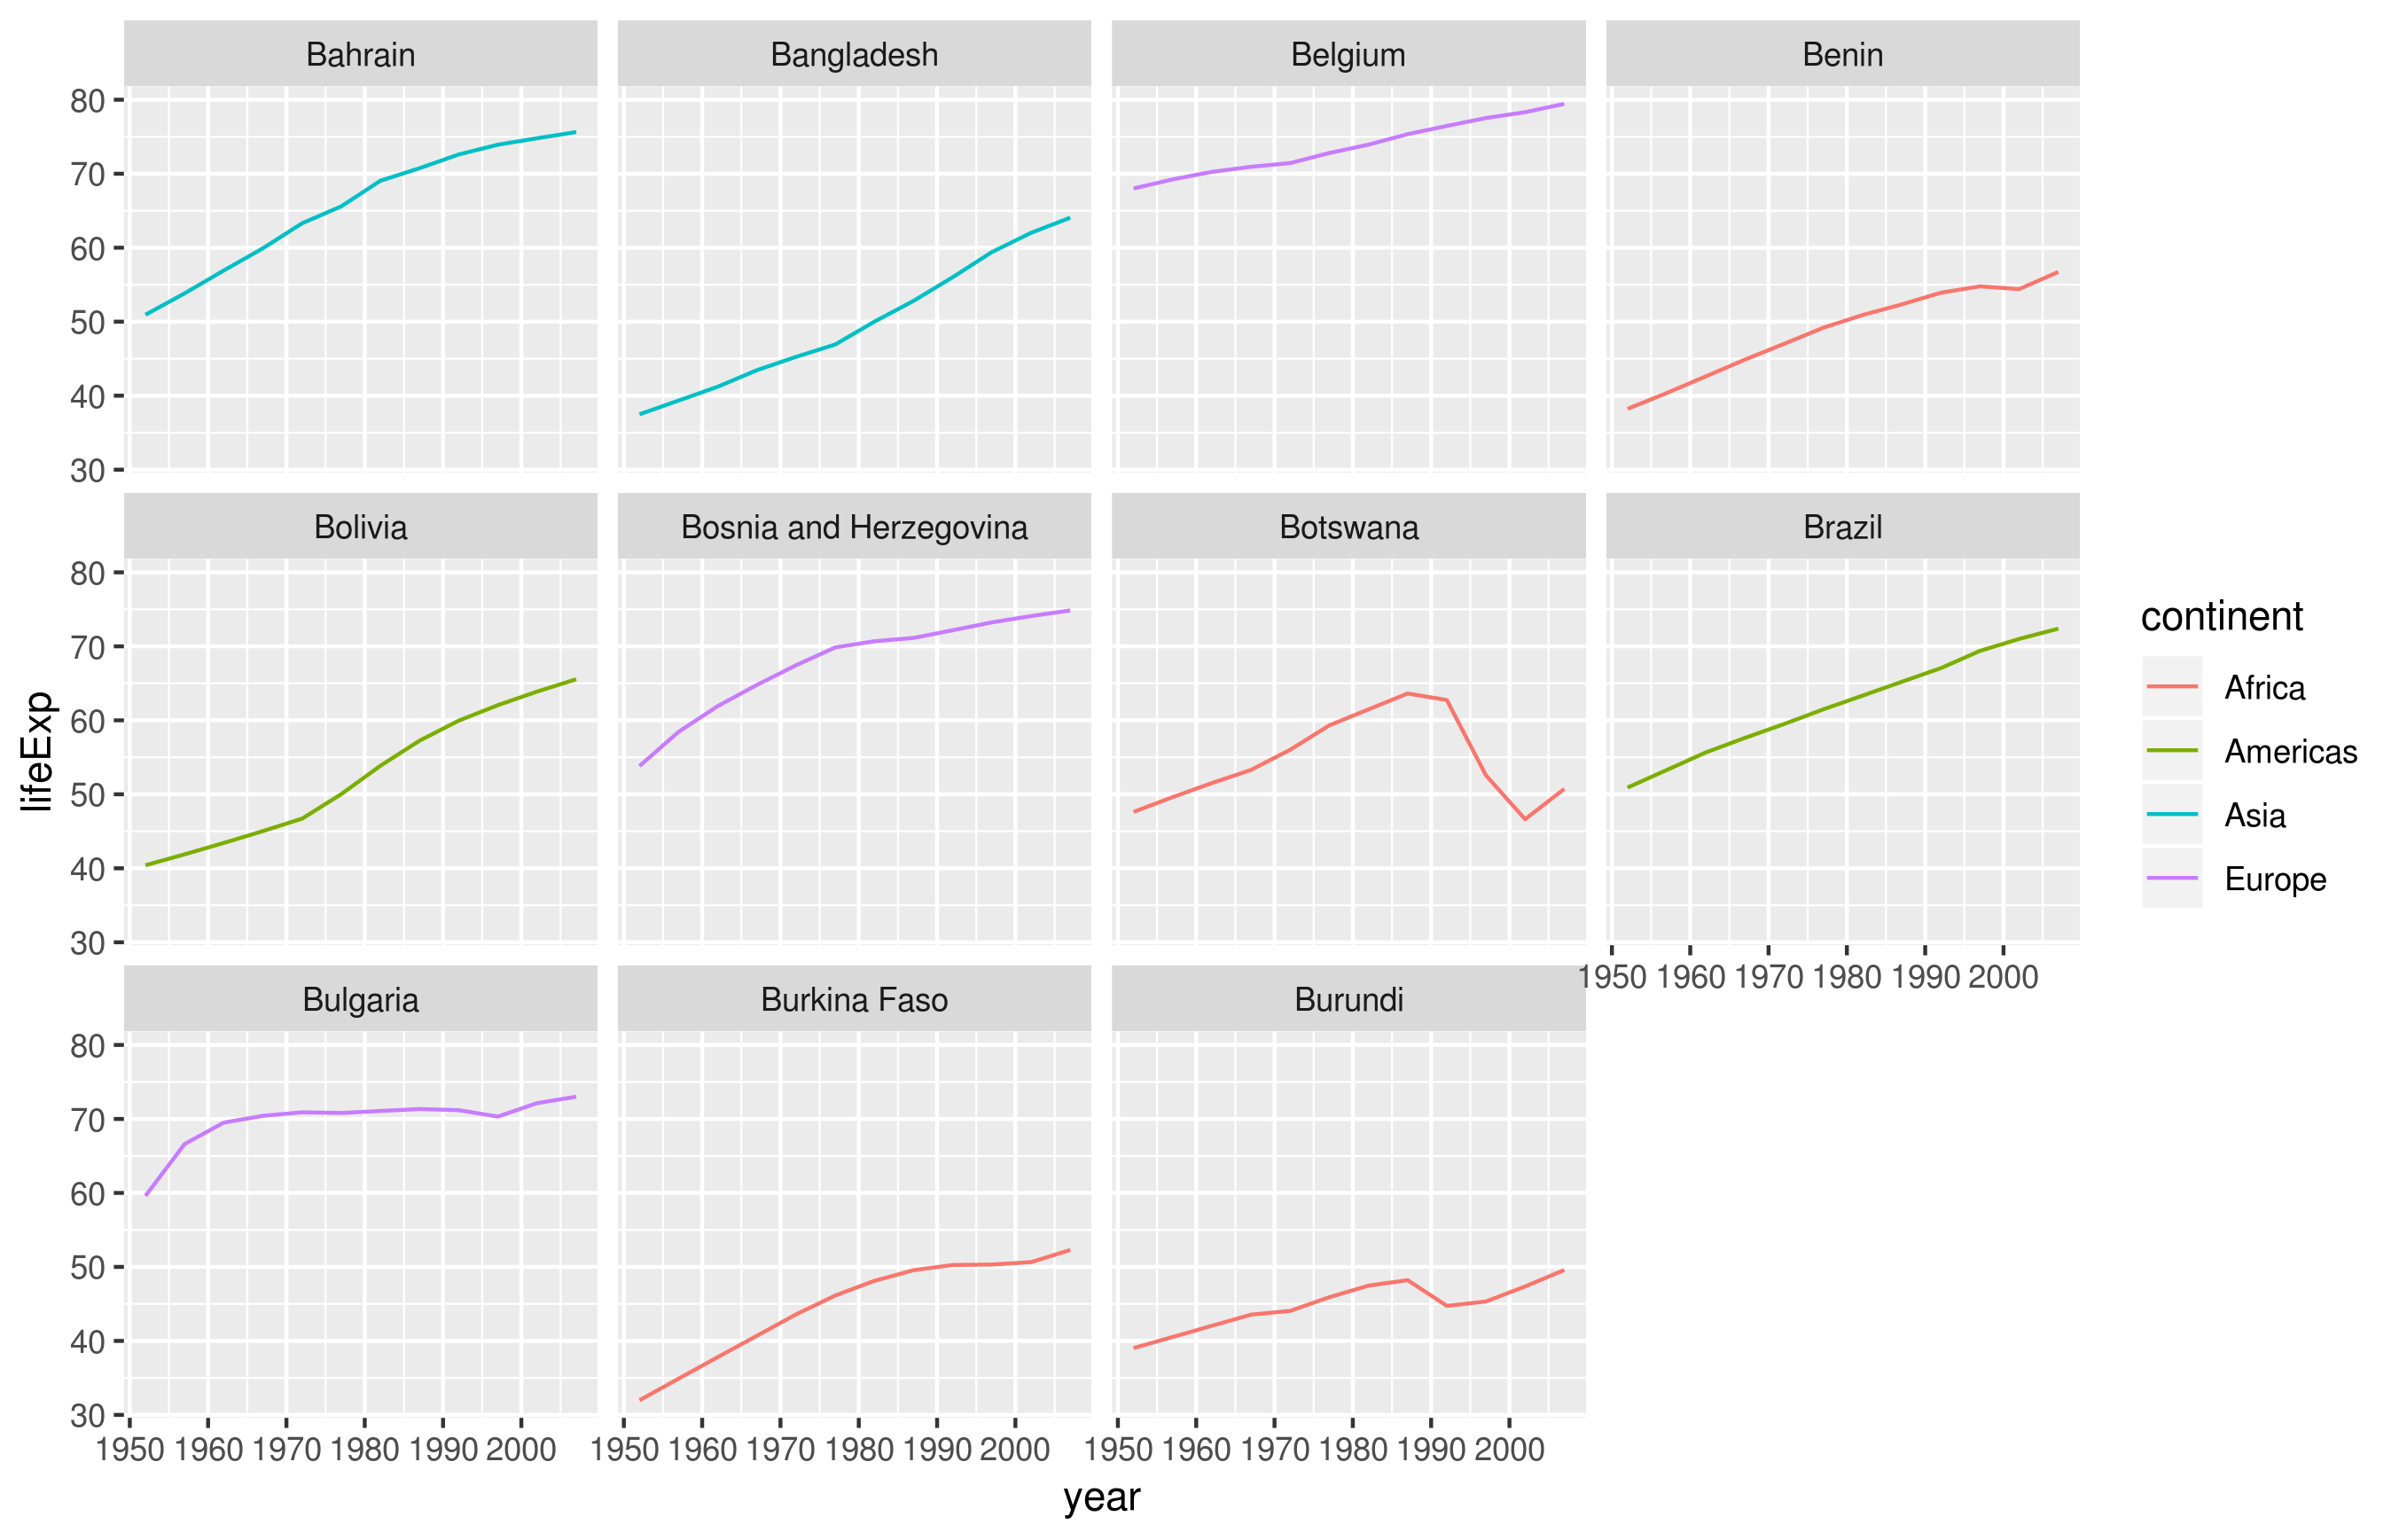 Bahrain Bangladesh Belgium Benin
80
70
60
50
40
30
Bolivia Bosnia and Herzegovina Botswana Brazil
80
70
60
50
40
30
1950 1960 1970 1980 1990 2000
Bulgaria Burkina Faso Burundi
80
70
60
50
40
30
1950 1960 1970 1980 1990 2000 1950 1960 1970 1980 1990 2000 1950 1960 1970 1980 1990 2000
year
lifeExp
continent
Africa
Americas
Asia
Europe